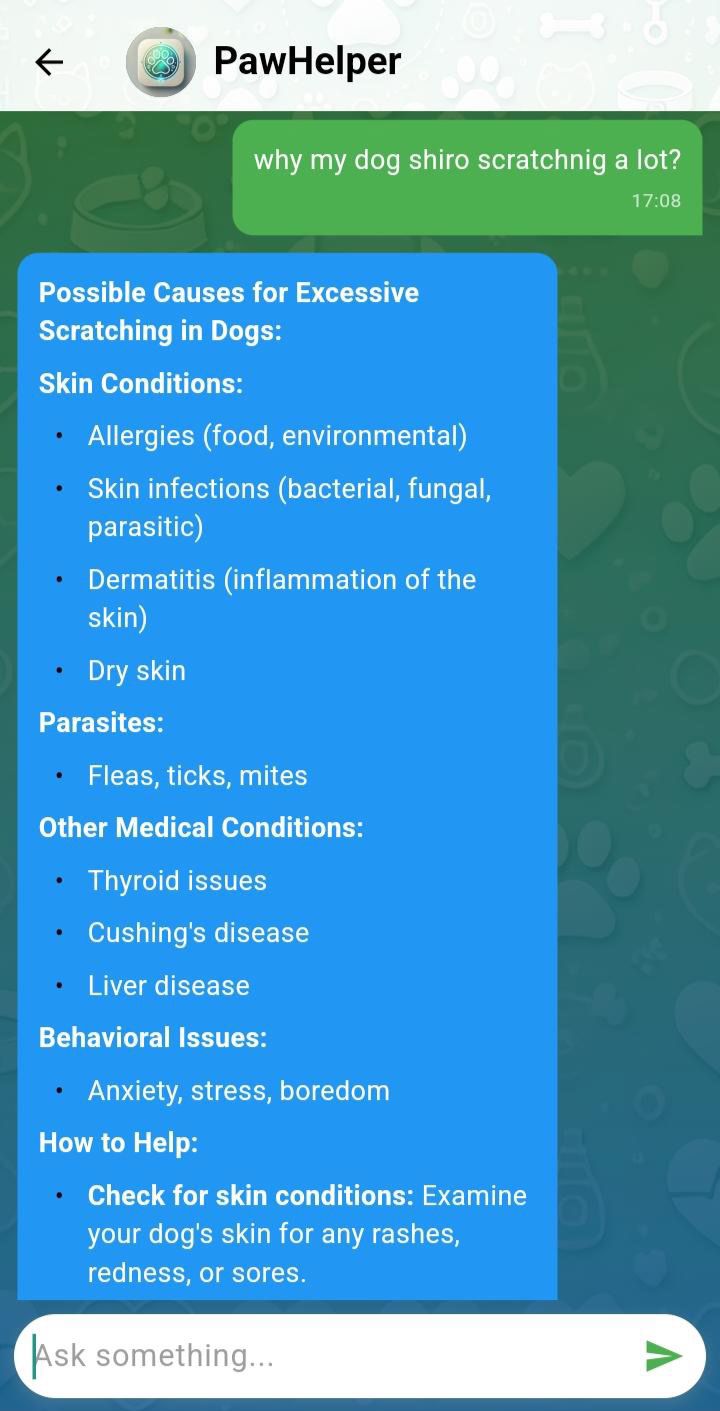 PawHelper
why my dog shiro scratchnig a lot?
17:08
Possible Causes for Excessive
Scratching in Dogs:
Skin Conditions:
• Allergies (food, environmental)
• Skin infections (bacterial, fungal,
parasitic)
• Dermatitis (inflammation of the
skin)
• Dry skin
Parasites:
• Fleas, ticks, mites
Other Medical Conditions:
• Thyroid issues
• Cushing's disease
• Liver disease
Behavioral Issues:
• Anxiety, stress, boredom
How to Help:
• Check for skin conditions: Examine
your dog's skin for any rashes,
redness, or sores.
Ask something...